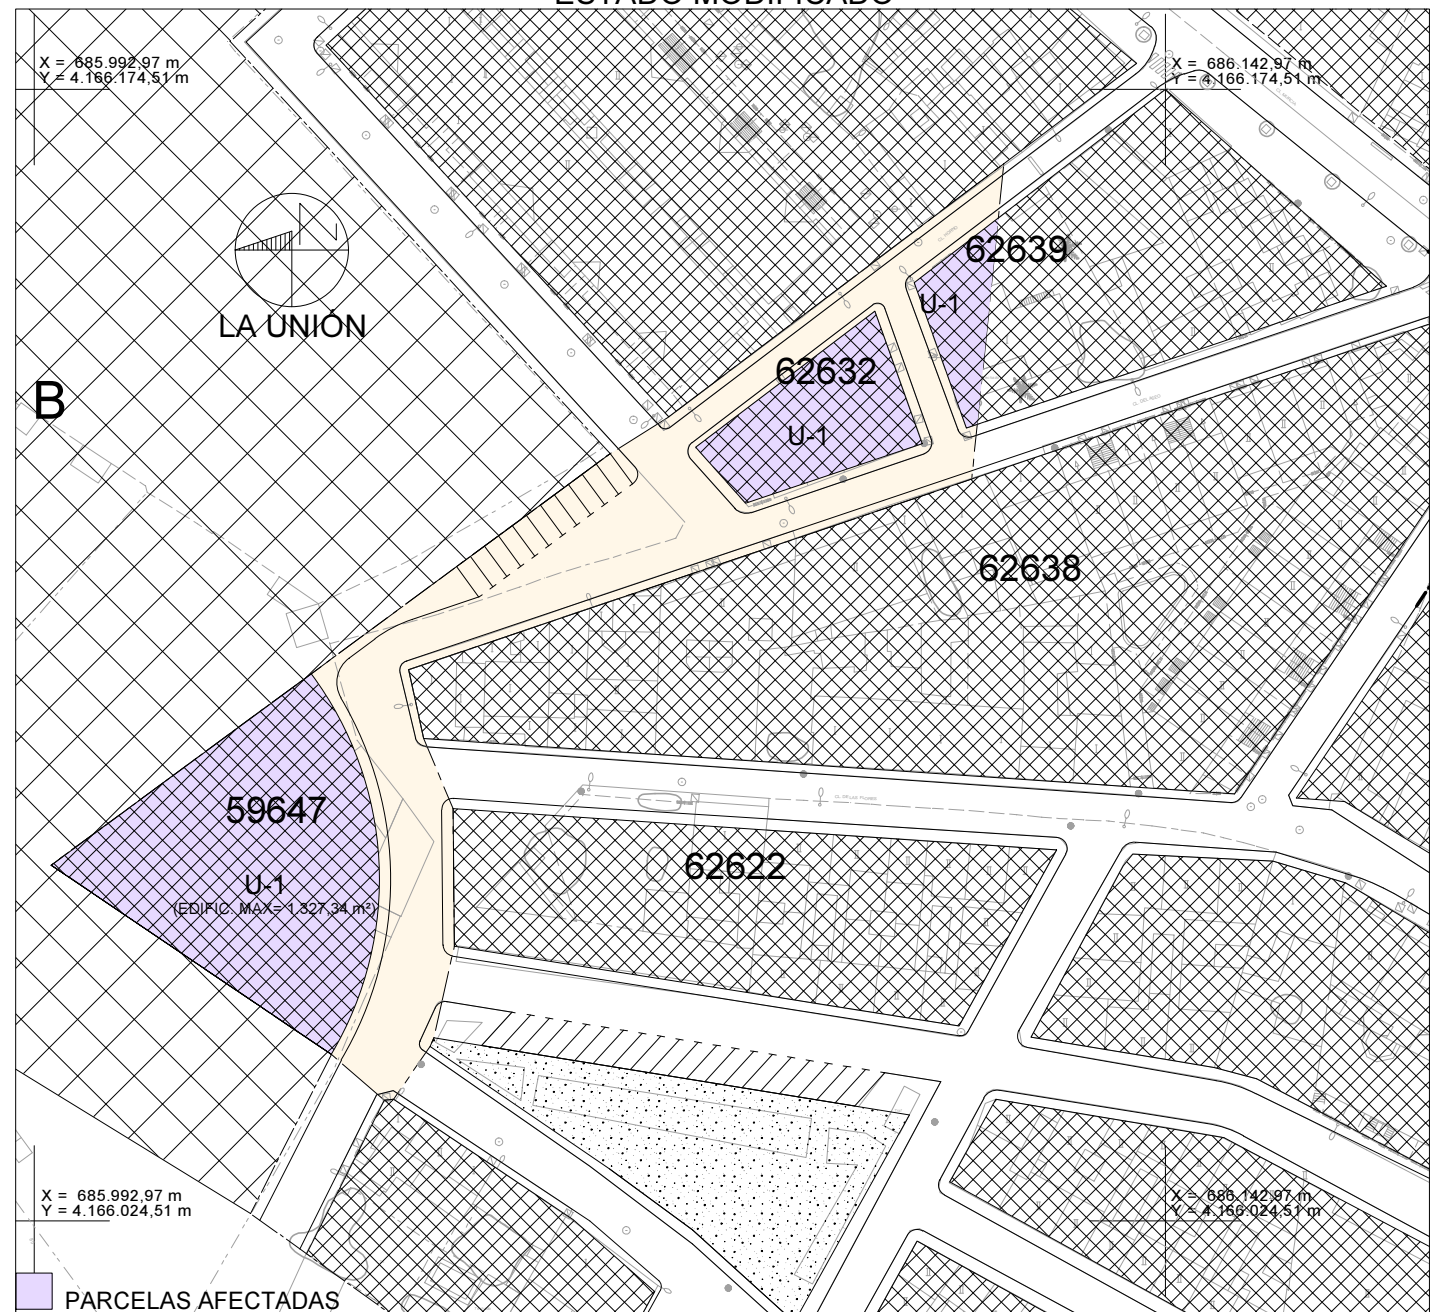 ESTADO MODIFICADO
X = 685.992,97 m
Y = 4.166.174,51 m
X = 686.142,97 m
Y = 4.166.174,51 m
62639
U-1
LA UNIÓN
62632
B
U-1
62638
59647
U-1
(EDIFIC. MAX= 1.327,34 m²)
62622
X = 685.992,97 m
Y = 4.166.024,51 m
X = 686.142,97 m
Y = 4.166.024,51 m
PARCELAS AFECTADAS